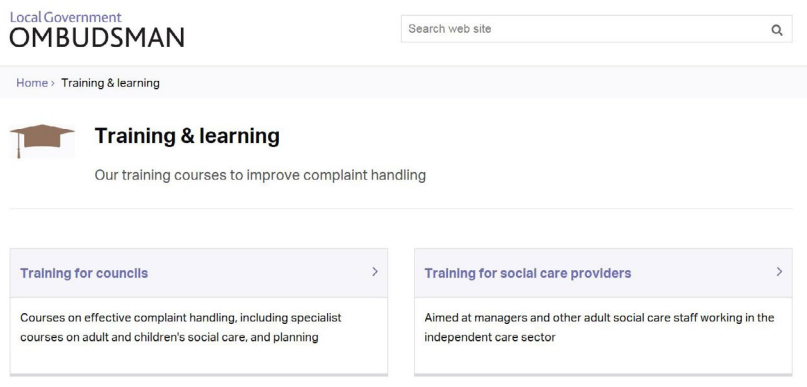 Local Government
OMBUDSMAN
Search web site
Home › Training & learning
Training & learning
Our training courses to improve complaint handling
Training for councils
Training for social care providers
Courses on effective complaint handling, including specialist
courses on adult and children's social care, and planning
Aimed at managers and other adult social care staff working in the
independent care sector